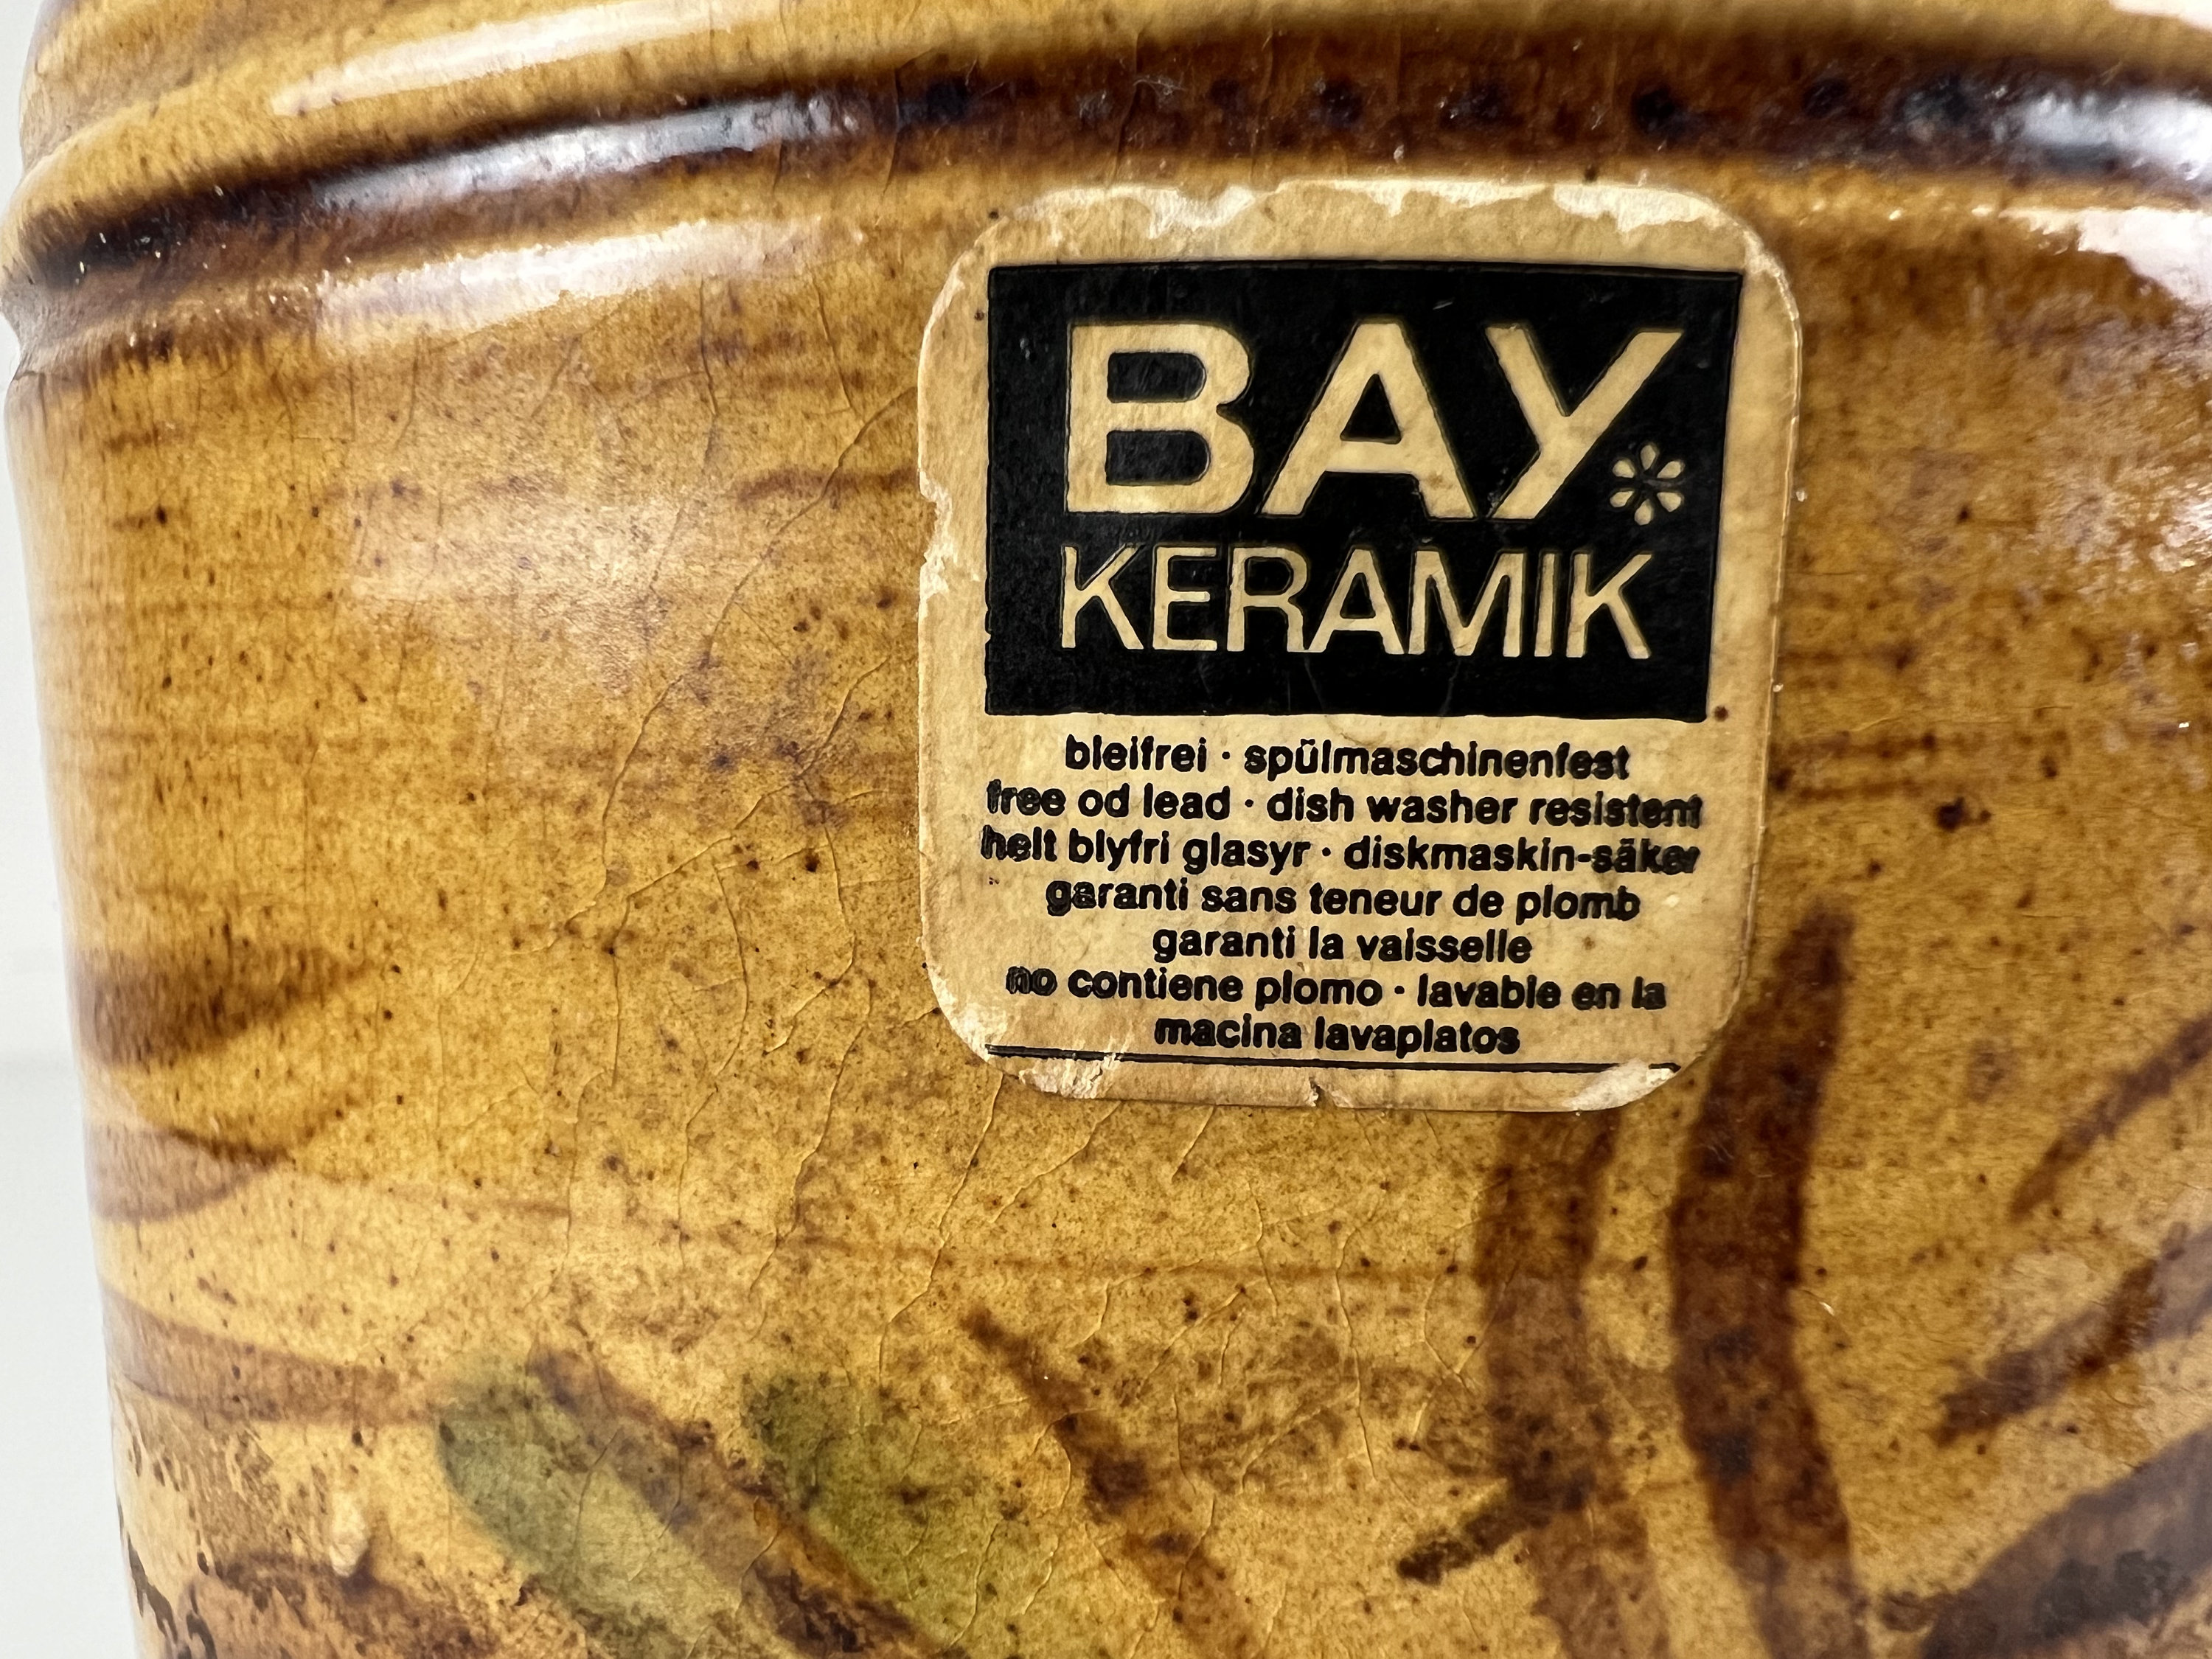 BAY
KERAMIK
bleifrei · spülmaschinenfest
free od lead · dish washer resistent
helt blyfri glasyr · diskmaskin-säker
garanti sans teneur de plomb
garanti la vaisselle
no contiene plomo · lavable en la
macina lavaplatos